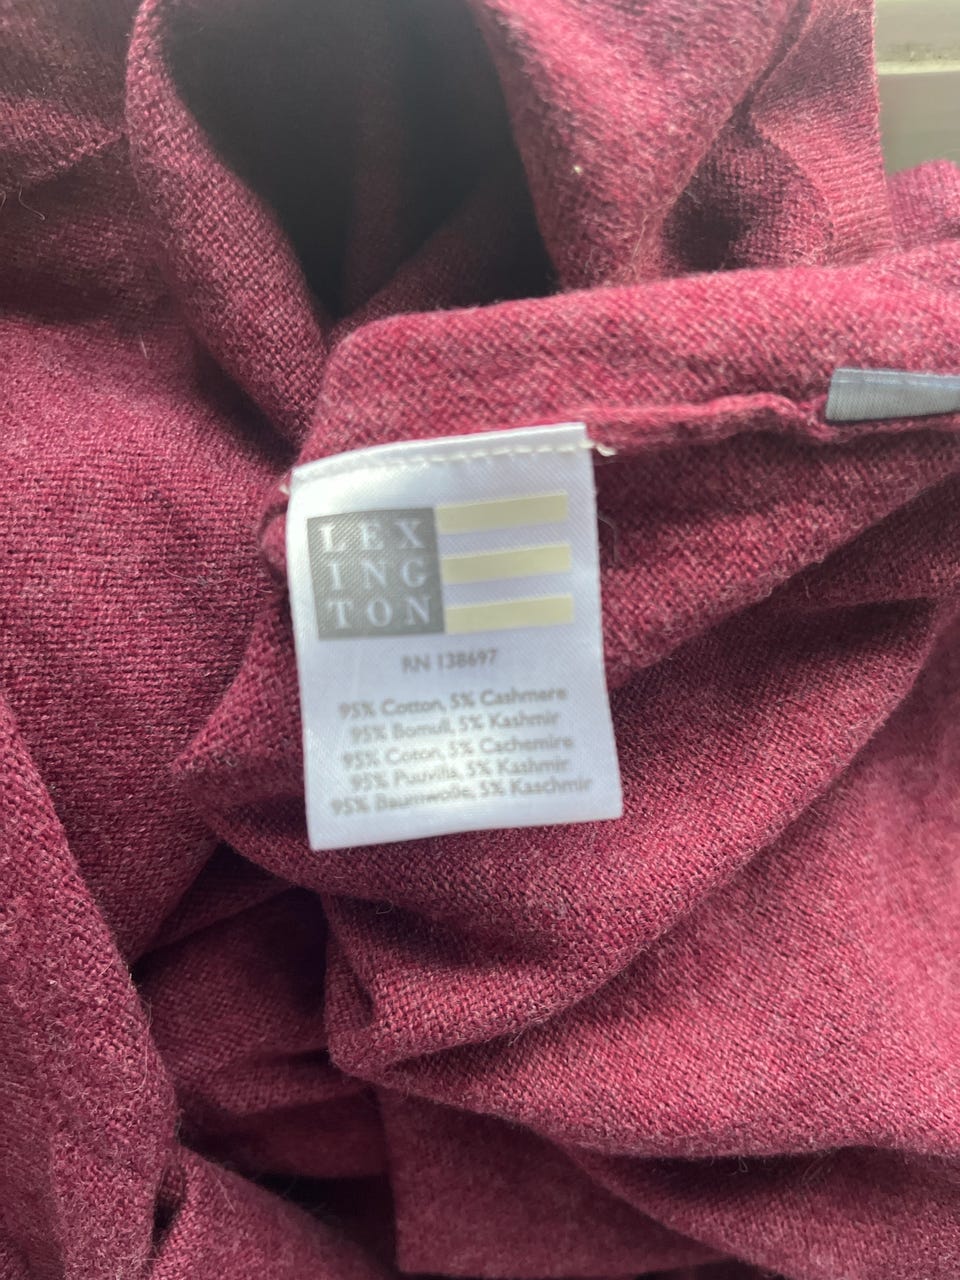 LEX
ING
TON
RN 138697
95% Cotton, 5% Cashmere
95% Bomull, 5% Kashmir
95% Coton, 5% Cachemire
95% Puuvilla, 5% Kashmir
95% Baumwolle, 5% Kaschmir